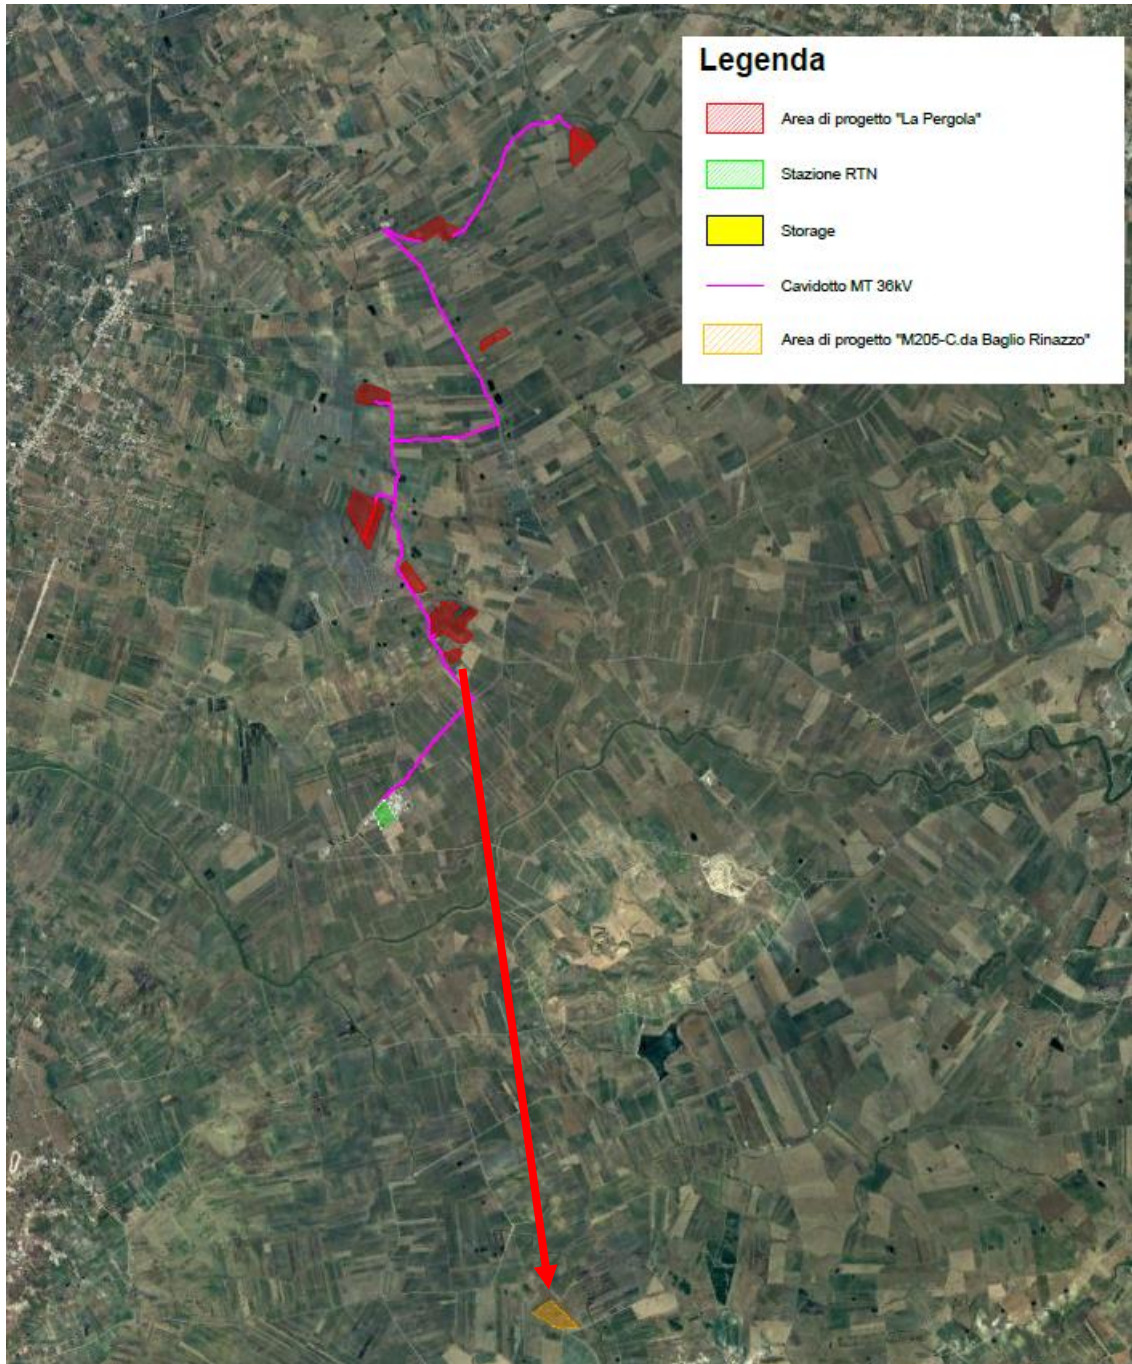 Legenda
Area di progetto "La Pergola"
Stazione RTN
Storage
Cavidotto MT 36kV
Area di progetto "M205-C.da Baglio Rinazzo"